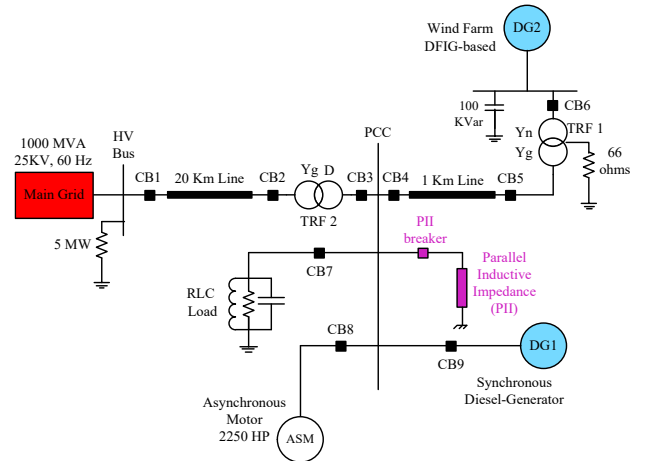 Wind Farm
DFIG-based
DG2
100
KVar
CB6
Yn
TRF 1
Yg
66
ohms
1000 MVA
25KV, 60 Hz
HV
Bus
PCC
Main Grid
CB1
20 Km Line
CB2
Yg
D
TRF 2
CB3
CB4
1 Km Line
CB5
5 MW
PII
breaker
CB7
RLC
Load
Parallel
Inductive
Impedance
(PII)
CB8
CB9
DG1
Synchronous
Diesel-Generator
Asynchronous
Motor
2250 HP
ASM